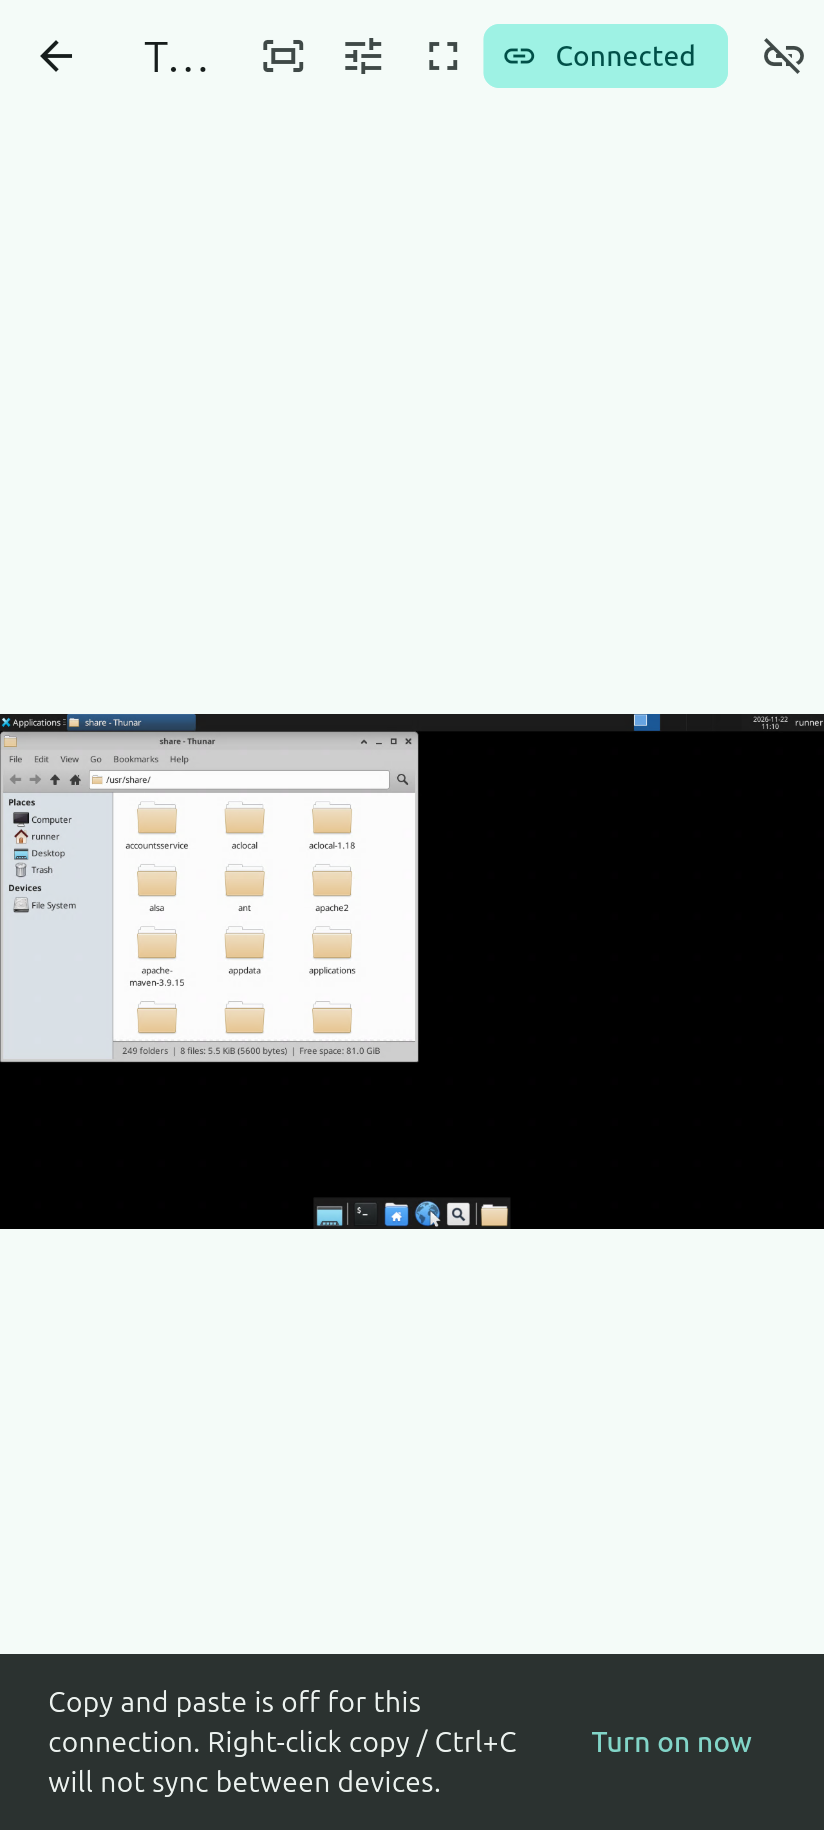 T...
Connected
Applications
share - Thunar
2026-11-22
11:10
runner
share - Thunar
File Edit View Go Bookmarks Help
/usr/share/
Places
Computer
runner
Desktop
Trash
Devices
File System
accountsservice
aclocal
aclocal-1.18
alsa
ant
apache2
apache-
maven-3.9.15
appdata
applications
249 folders | 8 files: 5.5 KiB (5600 bytes) | Free space: 81.0 GiB
$_
Copy and paste is off for this
connection. Right-click copy / Ctrl+C
will not sync between devices.
Turn on now